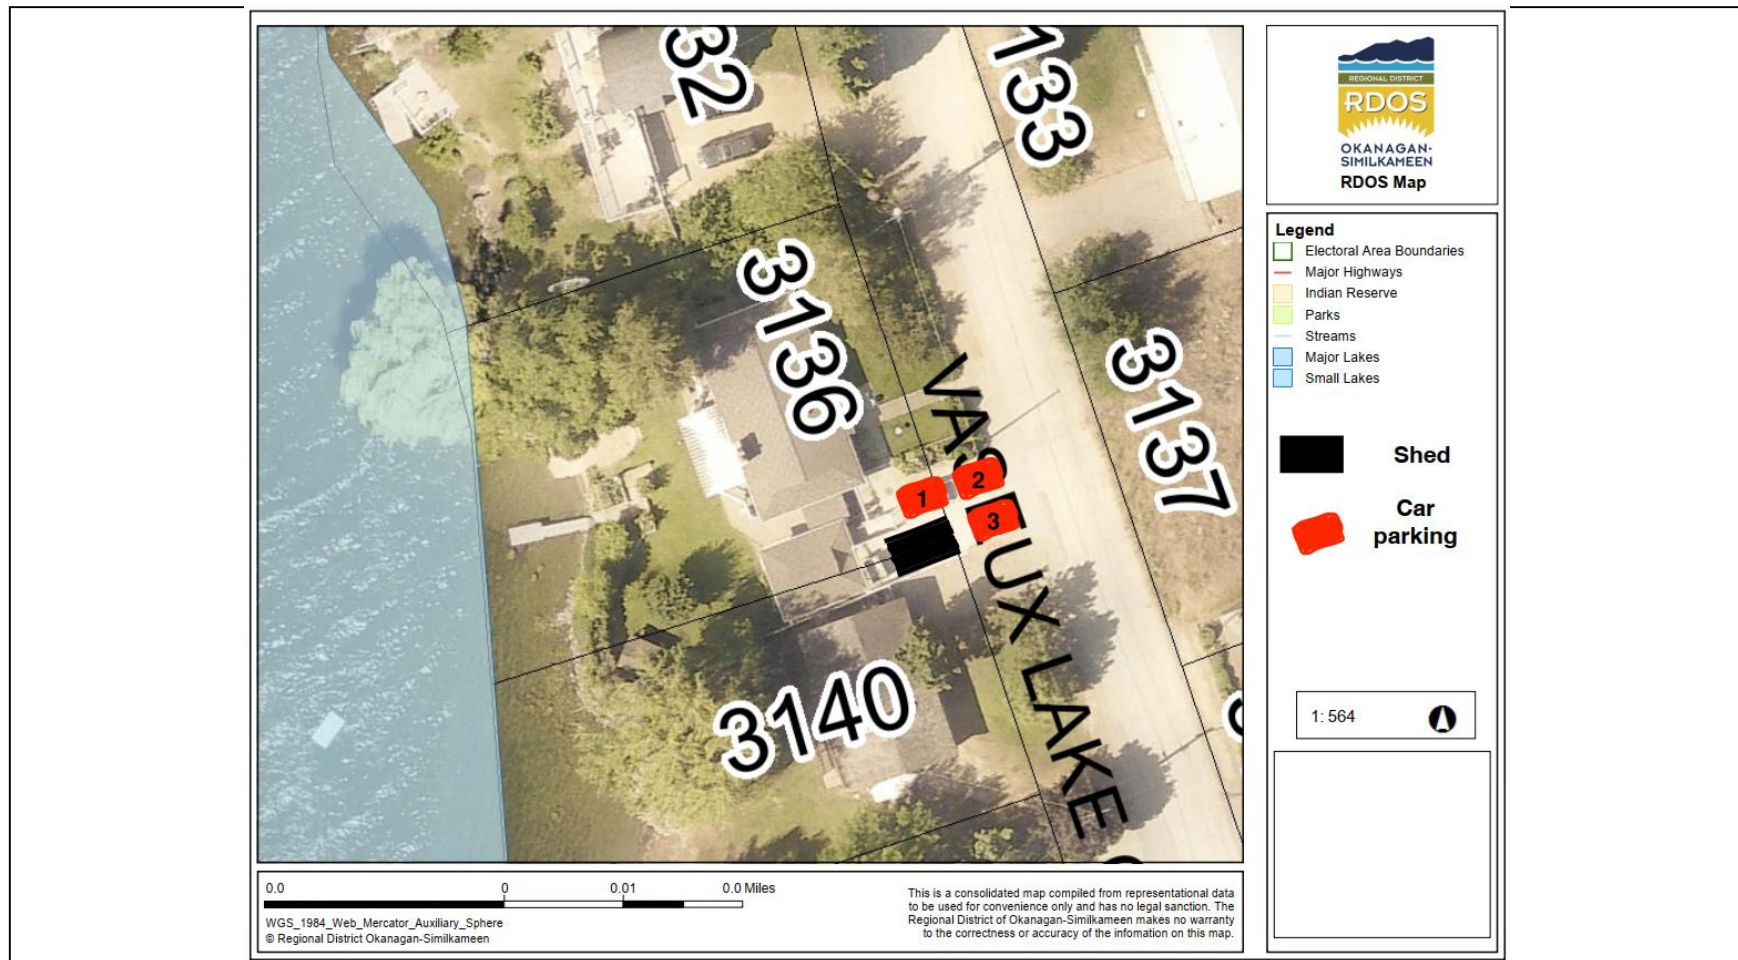 32
133
3136
3137
VAS EUX LAKE
1
2
3
3140
REGIONAL DISTRICT
RDOS
OKANAGAN-
SIMILKAMEEN
RDOS Map
Legend
Electoral Area Boundaries
Major Highways
Indian Reserve
Parks
Streams
Major Lakes
Small Lakes
Shed
Car
parking
1: 564
0.0 0 0.01 0.0 Miles
WGS_1984_Web_Mercator_Auxiliary_Sphere
© Regional District Okanagan-Similkameen
This is a consolidated map compiled from representational data
to be used for convenience only and has no legal sanction. The
Regional District of Okanagan-Similkameen makes no warranty
to the correctness or accuracy of the infomation on this map.